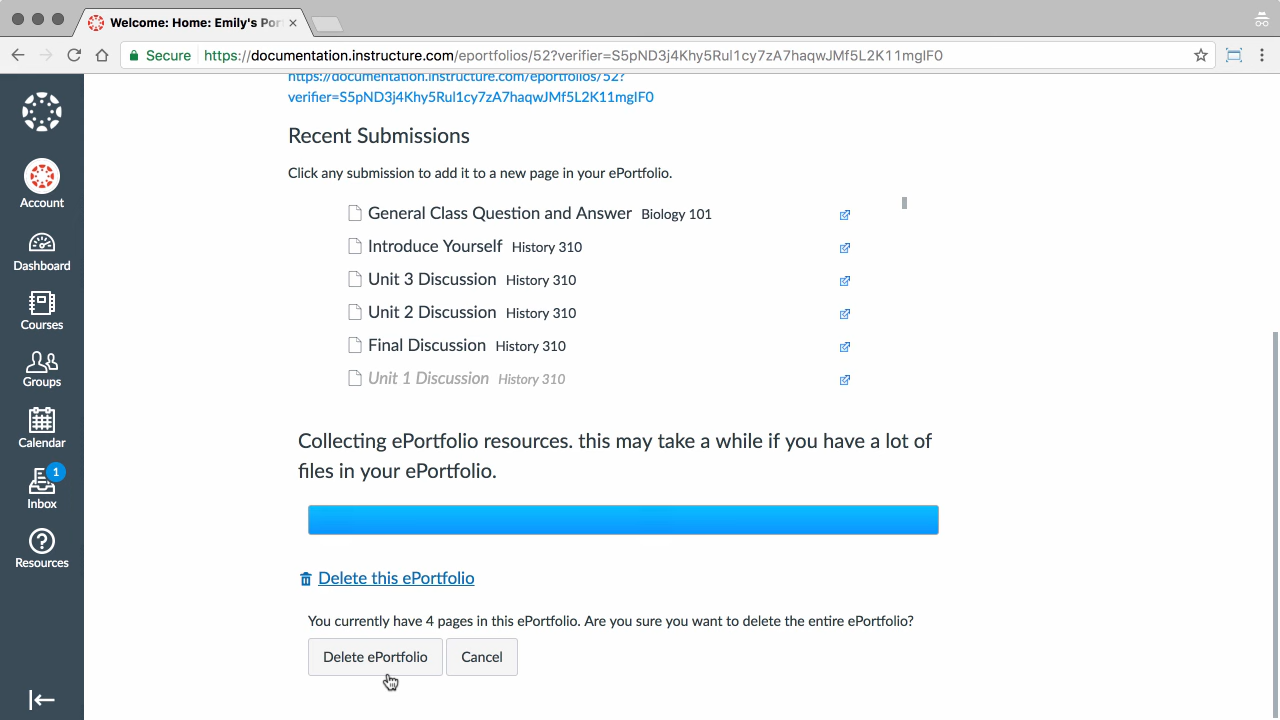 Welcome: Home: Emily's Por
Secure https://documentation.instructure.com/eportfolios/52?verifier=S5pND3j4Khy5Rul1cy7zA7haqwJMf5L2K11mgIF0
https://documentation.instructure.com/eportfolios/52?
verifier=S5pND3j4Khy5Rul1cy7zA7haqwJMf5L2K11mgIF0
Recent Submissions
Click any submission to add it to a new page in your ePortfolio.
General Class Question and Answer Biology 101
Introduce Yourself History 310
Unit 3 Discussion History 310
Unit 2 Discussion History 310
Final Discussion History 310
Unit 1 Discussion History 310
Collecting ePortfolio resources. this may take a while if you have a lot of
files in your ePortfolio.
Delete this ePortfolio
You currently have 4 pages in this ePortfolio. Are you sure you want to delete the entire ePortfolio?
Delete ePortfolio Cancel
Account
Dashboard
Courses
Groups
Calendar
1
Inbox
Resources